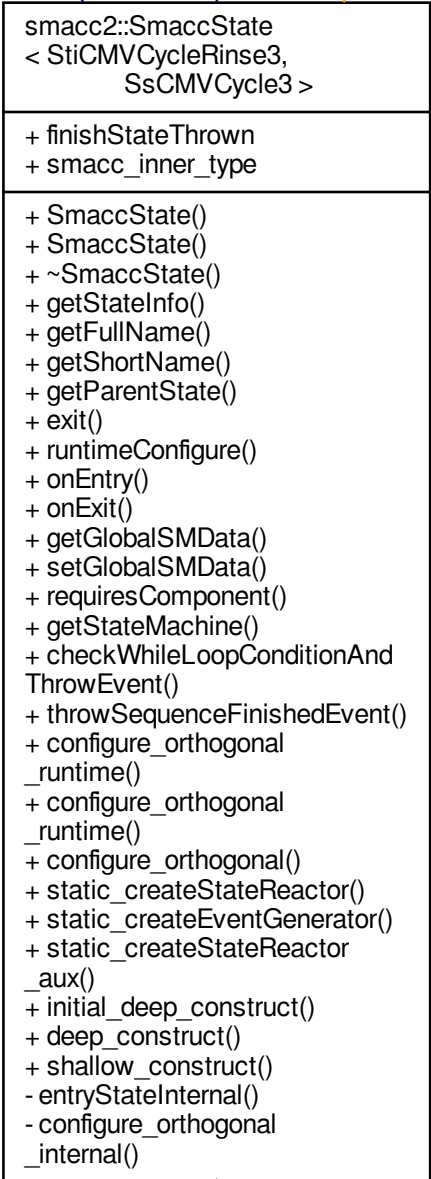 smacc2::SmaccState
< StiCMVCycleRinse3,
SsCMVCycle3 >
+ finishStateThrown
+ smacc_inner_type
+ SmaccState()
+ SmaccState()
+ ~SmaccState()
+ getStateInfo()
+ getFullName()
+ getShortName()
+ getParentState()
+ exit()
+ runtimeConfigure()
+ onEntry()
+ onExit()
+ getGlobalSMData()
+ setGlobalSMData()
+ requiresComponent()
+ getStateMachine()
+ checkWhileLoopConditionAnd
ThrowEvent()
+ throwSequenceFinishedEvent()
+ configure_orthogonal
_runtime()
+ configure_orthogonal
_runtime()
+ configure_orthogonal()
+ static_createStateReactor()
+ static_createEventGenerator()
+ static_createStateReactor
_aux()
+ initial_deep_construct()
+ deep_construct()
+ shallow_construct()
- entryStateInternal()
- configure_orthogonal
_internal()